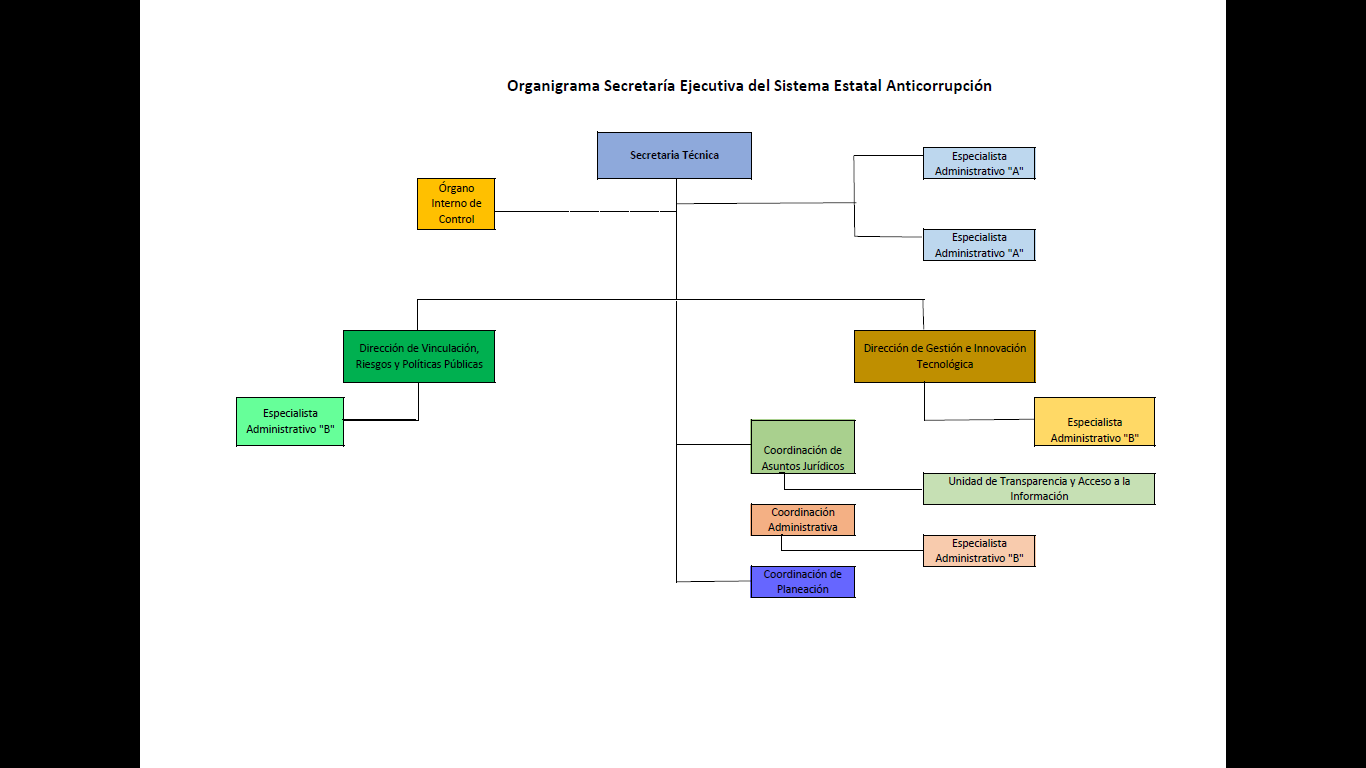 Organigrama Secretaría Ejecutiva del Sistema Estatal Anticorrupción
Secretaria Técnica
Especialista
Administrativo "A"
Órgano
Interno de
Control
Especialista
Administrativo "A"
Dirección de Vinculación,
Riesgos y Políticas Públicas
Dirección de Gestión e Innovación
Tecnológica
Especialista
Administrativo "B"
Especialista
Administrativo "B"
Coordinación de
Asuntos Jurídicos
Unidad de Transparencia y Acceso a la
Información
Coordinación
Administrativa
Especialista
Administrativo "B"
Coordinación de
Planeación